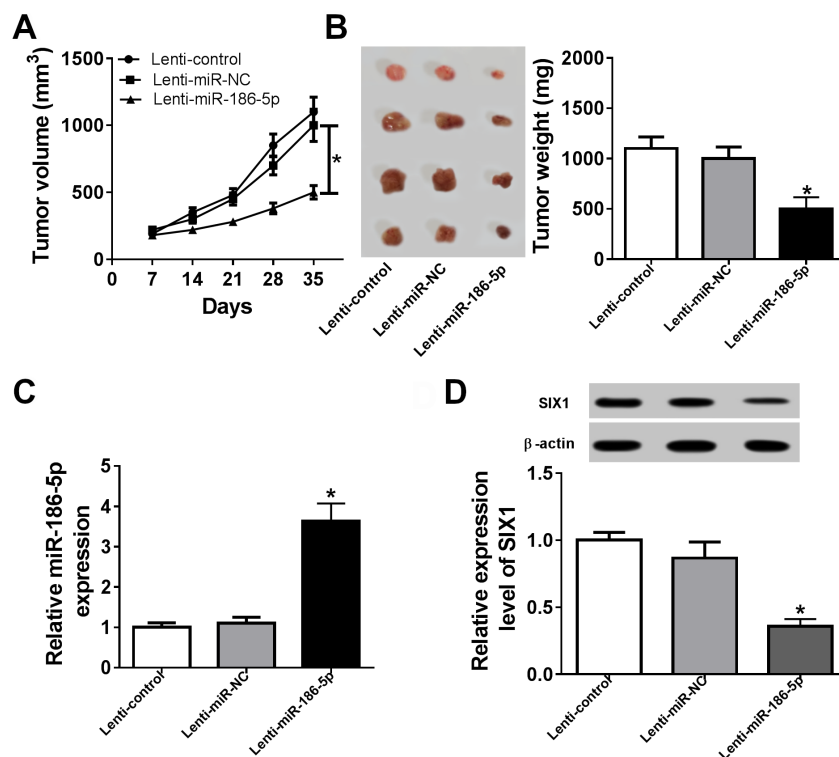 A
Tumor volume (mm3)
1500
1000
500
0
0 7 14 21 28 35
Days
Lenti-control
Lenti-miR-NC
Lenti-miR-186-5p
*
B
Lenti-control
Lenti-miR-NC
Lenti-miR-186-5p
Tumor weight (mg)
2000
1500
1000
500
0
*
Lenti-control
Lenti-miR-NC
Lenti-miR-186-5p
C
Relative miR-186-5p
expression
5
4
3
2
1
0
*
Lenti-control
Lenti-miR-NC
Lenti-miR-186-5p
D
SIX1
β-actin
Relative expression
level of SIX1
1.5
1.0
0.5
0.0
*
Lenti-control
Lenti-miR-NC
Lenti-miR-186-5p